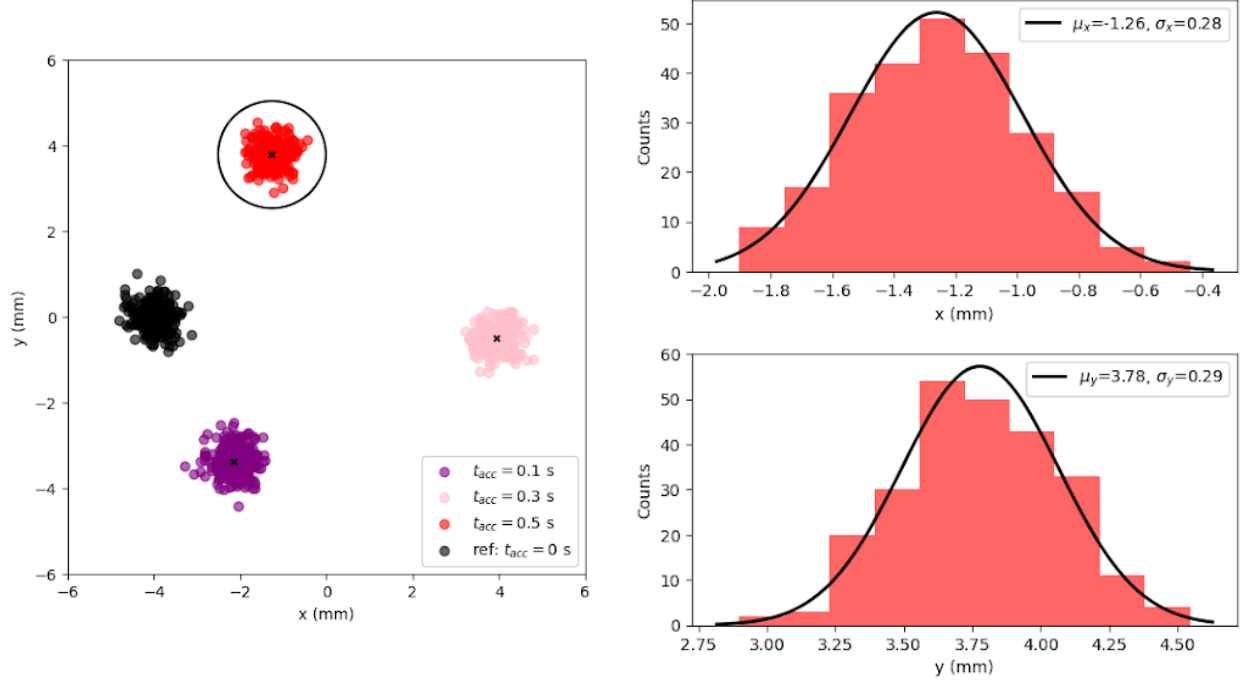 6
4
2
0
−2
−4
−6
y (mm)
−6 −4 −2 0 2 4 6
x (mm)
t_acc = 0.1 s
t_acc = 0.3 s
t_acc = 0.5 s
ref: t_acc = 0 s
50
40
30
20
10
0
Counts
μ_x=-1.26, σ_x=0.28
−2.0 −1.8 −1.6 −1.4 −1.2 −1.0 −0.8 −0.6 −0.4
x (mm)
60
50
40
30
20
10
0
Counts
μ_y=3.78, σ_y=0.29
2.75 3.00 3.25 3.50 3.75 4.00 4.25 4.50
y (mm)